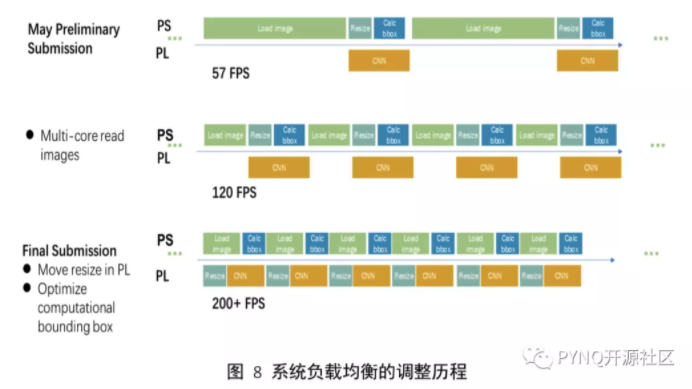 May Preliminary
Submission
PS
Load image Resize Calc bbox Load image Resize Calc bbox
PL
CNN CNN
57 FPS
● Multi-core read
images
PS
Load image Resize Calc bbox Load image Resize Calc bbox Load image Resize Calc bbox Load image Resize Calc bbox
PL
CNN CNN CNN CNN
120 FPS
Final Submission
● Move resize in PL
● Optimize
computational
bounding box
PS
Load image Calc bbox Load image Calc bbox Load image Calc bbox Load image Calc bbox Load image Calc bbox Load image Calc bbox
PL
Resize CNN Resize CNN Resize CNN Resize CNN Resize CNN Resize CNN
200+ FPS
PYNQ开源社区
图 8 系统负载均衡的调整历程